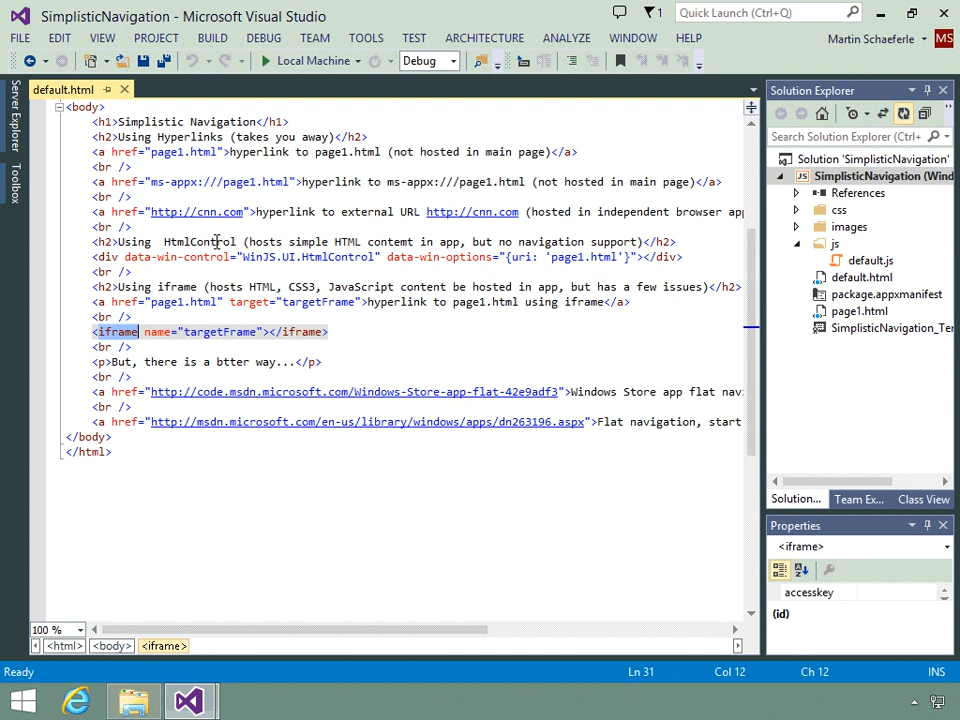 SimplisticNavigation - Microsoft Visual Studio
1
Quick Launch (Ctrl+Q)
FILE EDIT VIEW PROJECT BUILD DEBUG TEAM TOOLS TEST ARCHITECTURE ANALYZE WINDOW HELP
Martin Schaeferle
MS
Local Machine
Debug
Server Explorer
Toolbox
default.html
<body>
<h1>Simplistic Navigation</h1>
<h2>Using Hyperlinks (takes you away)</h2>
<a href="page1.html">hyperlink to page1.html (not hosted in main page)</a>
<br />
<a href="ms-appx:///page1.html">hyperlink to ms-appx:///page1.html (not hosted in main page)</a>
<br />
<a href="http://cnn.com">hyperlink to external URL http://cnn.com (hosted in independent browser app
<br />
<h2>Using  HtmlControl (hosts simple HTML contemt in app, but no navigation support)</h2>
<div data-win-control="WinJS.UI.HtmlControl" data-win-options="{uri: 'page1.html'}"></div>
<br />
<h2>Using iframe (hosts HTML, CSS3, JavaScript content be hosted in app, but has a few issues)</h2>
<a href="page1.html" target="targetFrame">hyperlink to page1.html using iframe</a>
<br />
<iframe name="targetFrame"></iframe>
<br />
<p>But, there is a btter way...</p>
<br />
<a href="http://code.msdn.microsoft.com/Windows-Store-app-flat-42e9adf3">Windows Store app flat nav
<br />
<a href="http://msdn.microsoft.com/en-us/library/windows/apps/dn263196.aspx">Flat navigation, start
</body>
</html>
100 %
<html> <body> <iframe>
Solution Explorer
Search Solution Explorer (Ctrl+
Solution 'SimplisticNavigation'
SimplisticNavigation (Wind
References
css
images
js
default.js
default.html
package.appxmanifest
page1.html
SimplisticNavigation_Ter
Solution... Team Ex... Class View
Properties
<iframe>
accesskey
(id)
Ready
Ln 31
Col 12
Ch 12
INS